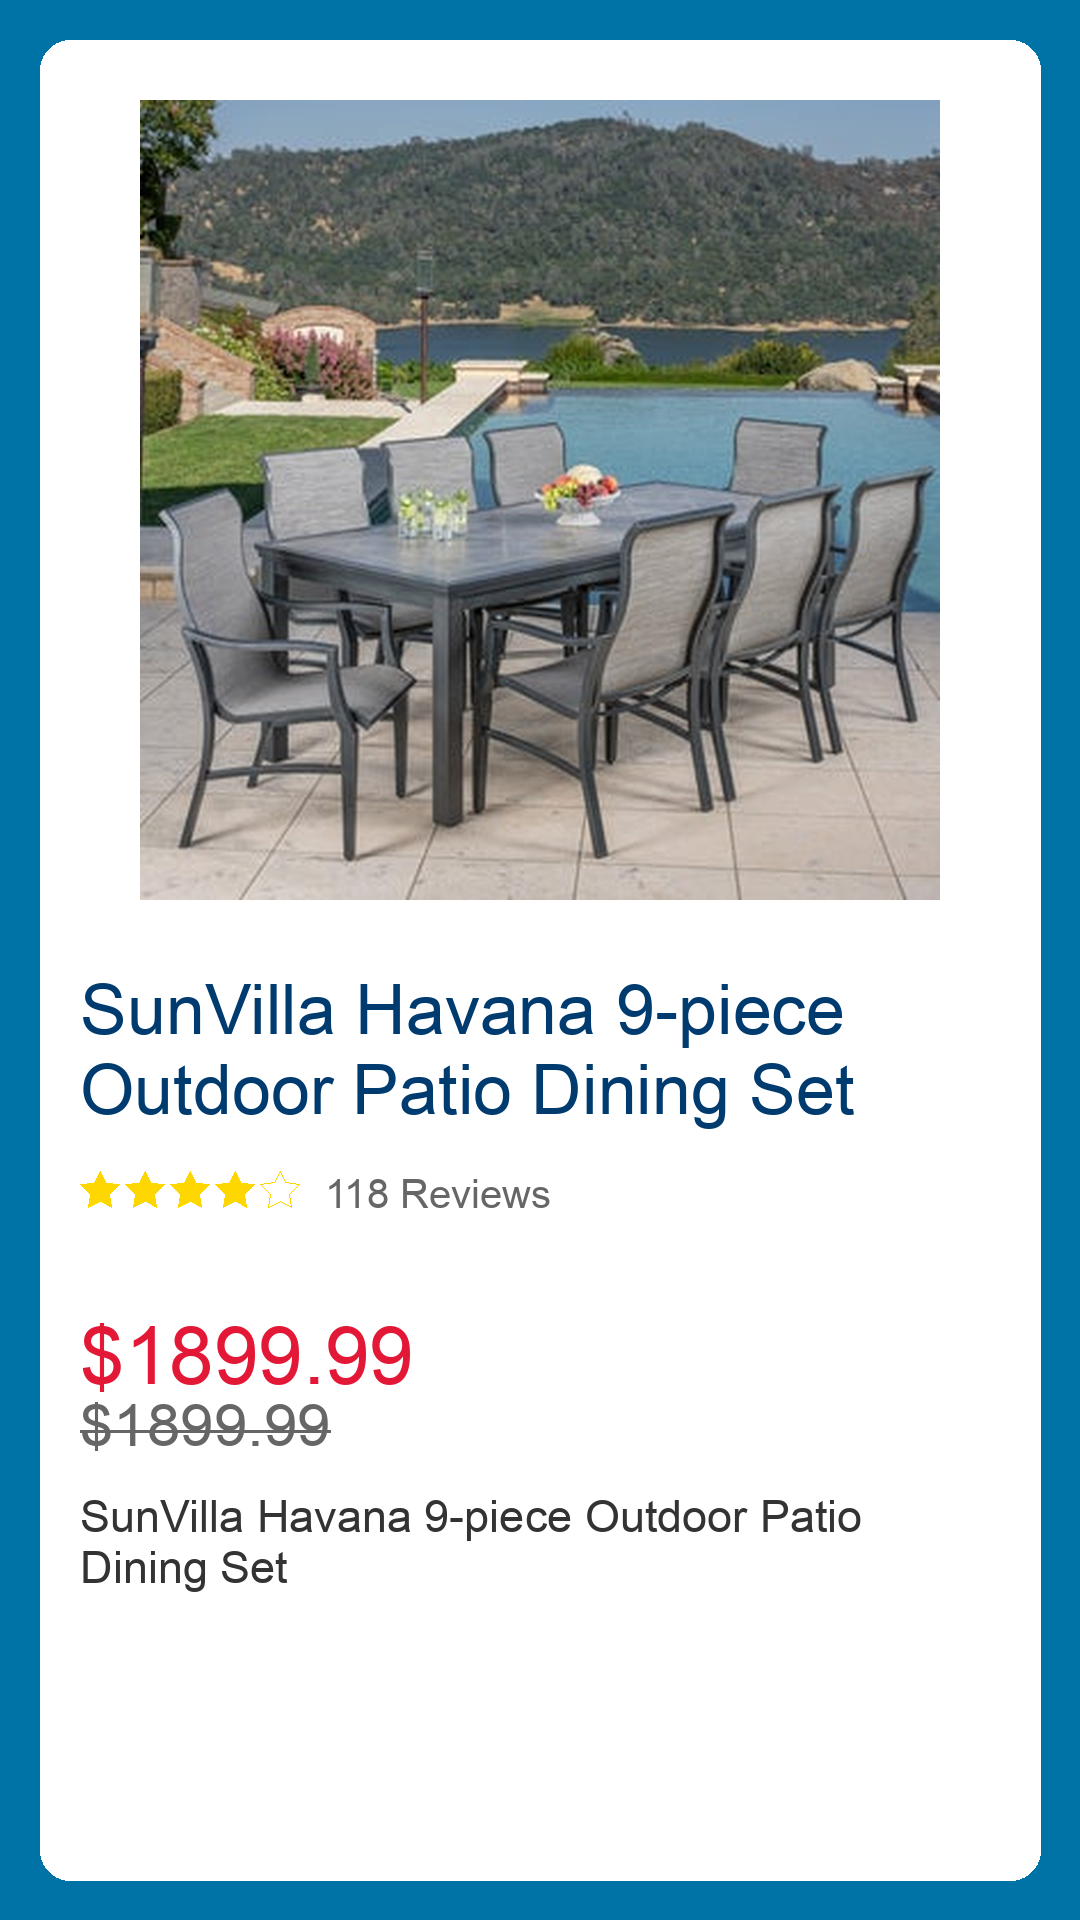 SunVilla Havana 9-piece
Outdoor Patio Dining Set
118 Reviews
$1899.99
$1899.99
SunVilla Havana 9-piece Outdoor Patio
Dining Set